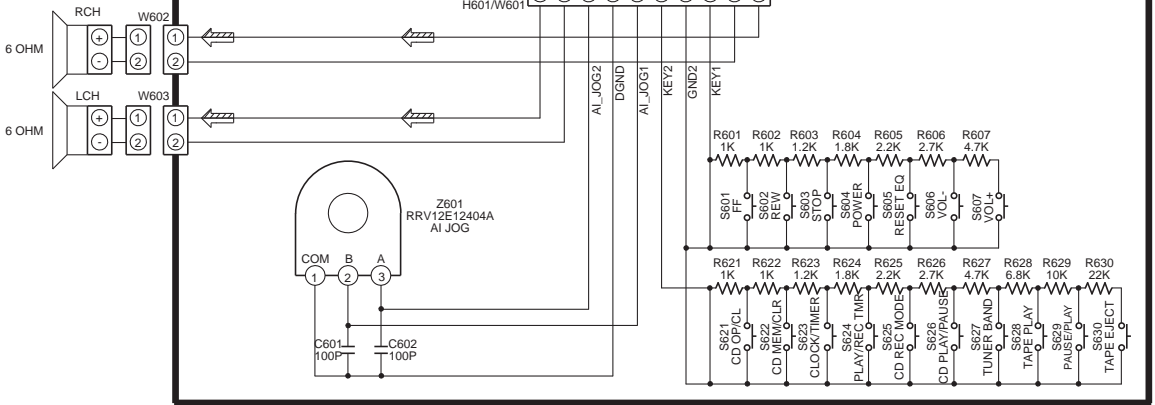 H601/W601
RCH
W602
6 OHM
+
-
1
2
1
2
LCH
W603
6 OHM
+
-
1
2
1
2
AI_JOG2
DGND
AI_JOG1
KEY2
GND2
KEY1
R601 R602 R603 R604 R605 R606 R607
1K 1K 1.2K 1.8K 2.2K 2.7K 4.7K
S601
FF
S602
REW
S603
STOP
S604
POWER
S605
RESET EQ
S606
VOL-
S607
VOL+
Z601
RRV12E12404A
AI JOG
COM B A
1 2 3
C601
100P
C602
100P
R621 R622 R623 R624 R625 R626 R627 R628 R629 R630
1K 1K 1.2K 1.8K 2.2K 2.7K 4.7K 6.8K 10K 22K
S621
CD OP/CL
S622
CD MEM/CLR
S623
CLOCK/TIMER
S624
PLAY/REC TMR
S625
CD REC MODE
S626
CD PLAY/PAUSE
S627
TUNER BAND
S628
TAPE PLAY
S629
PAUSE/PLAY
S630
TAPE EJECT